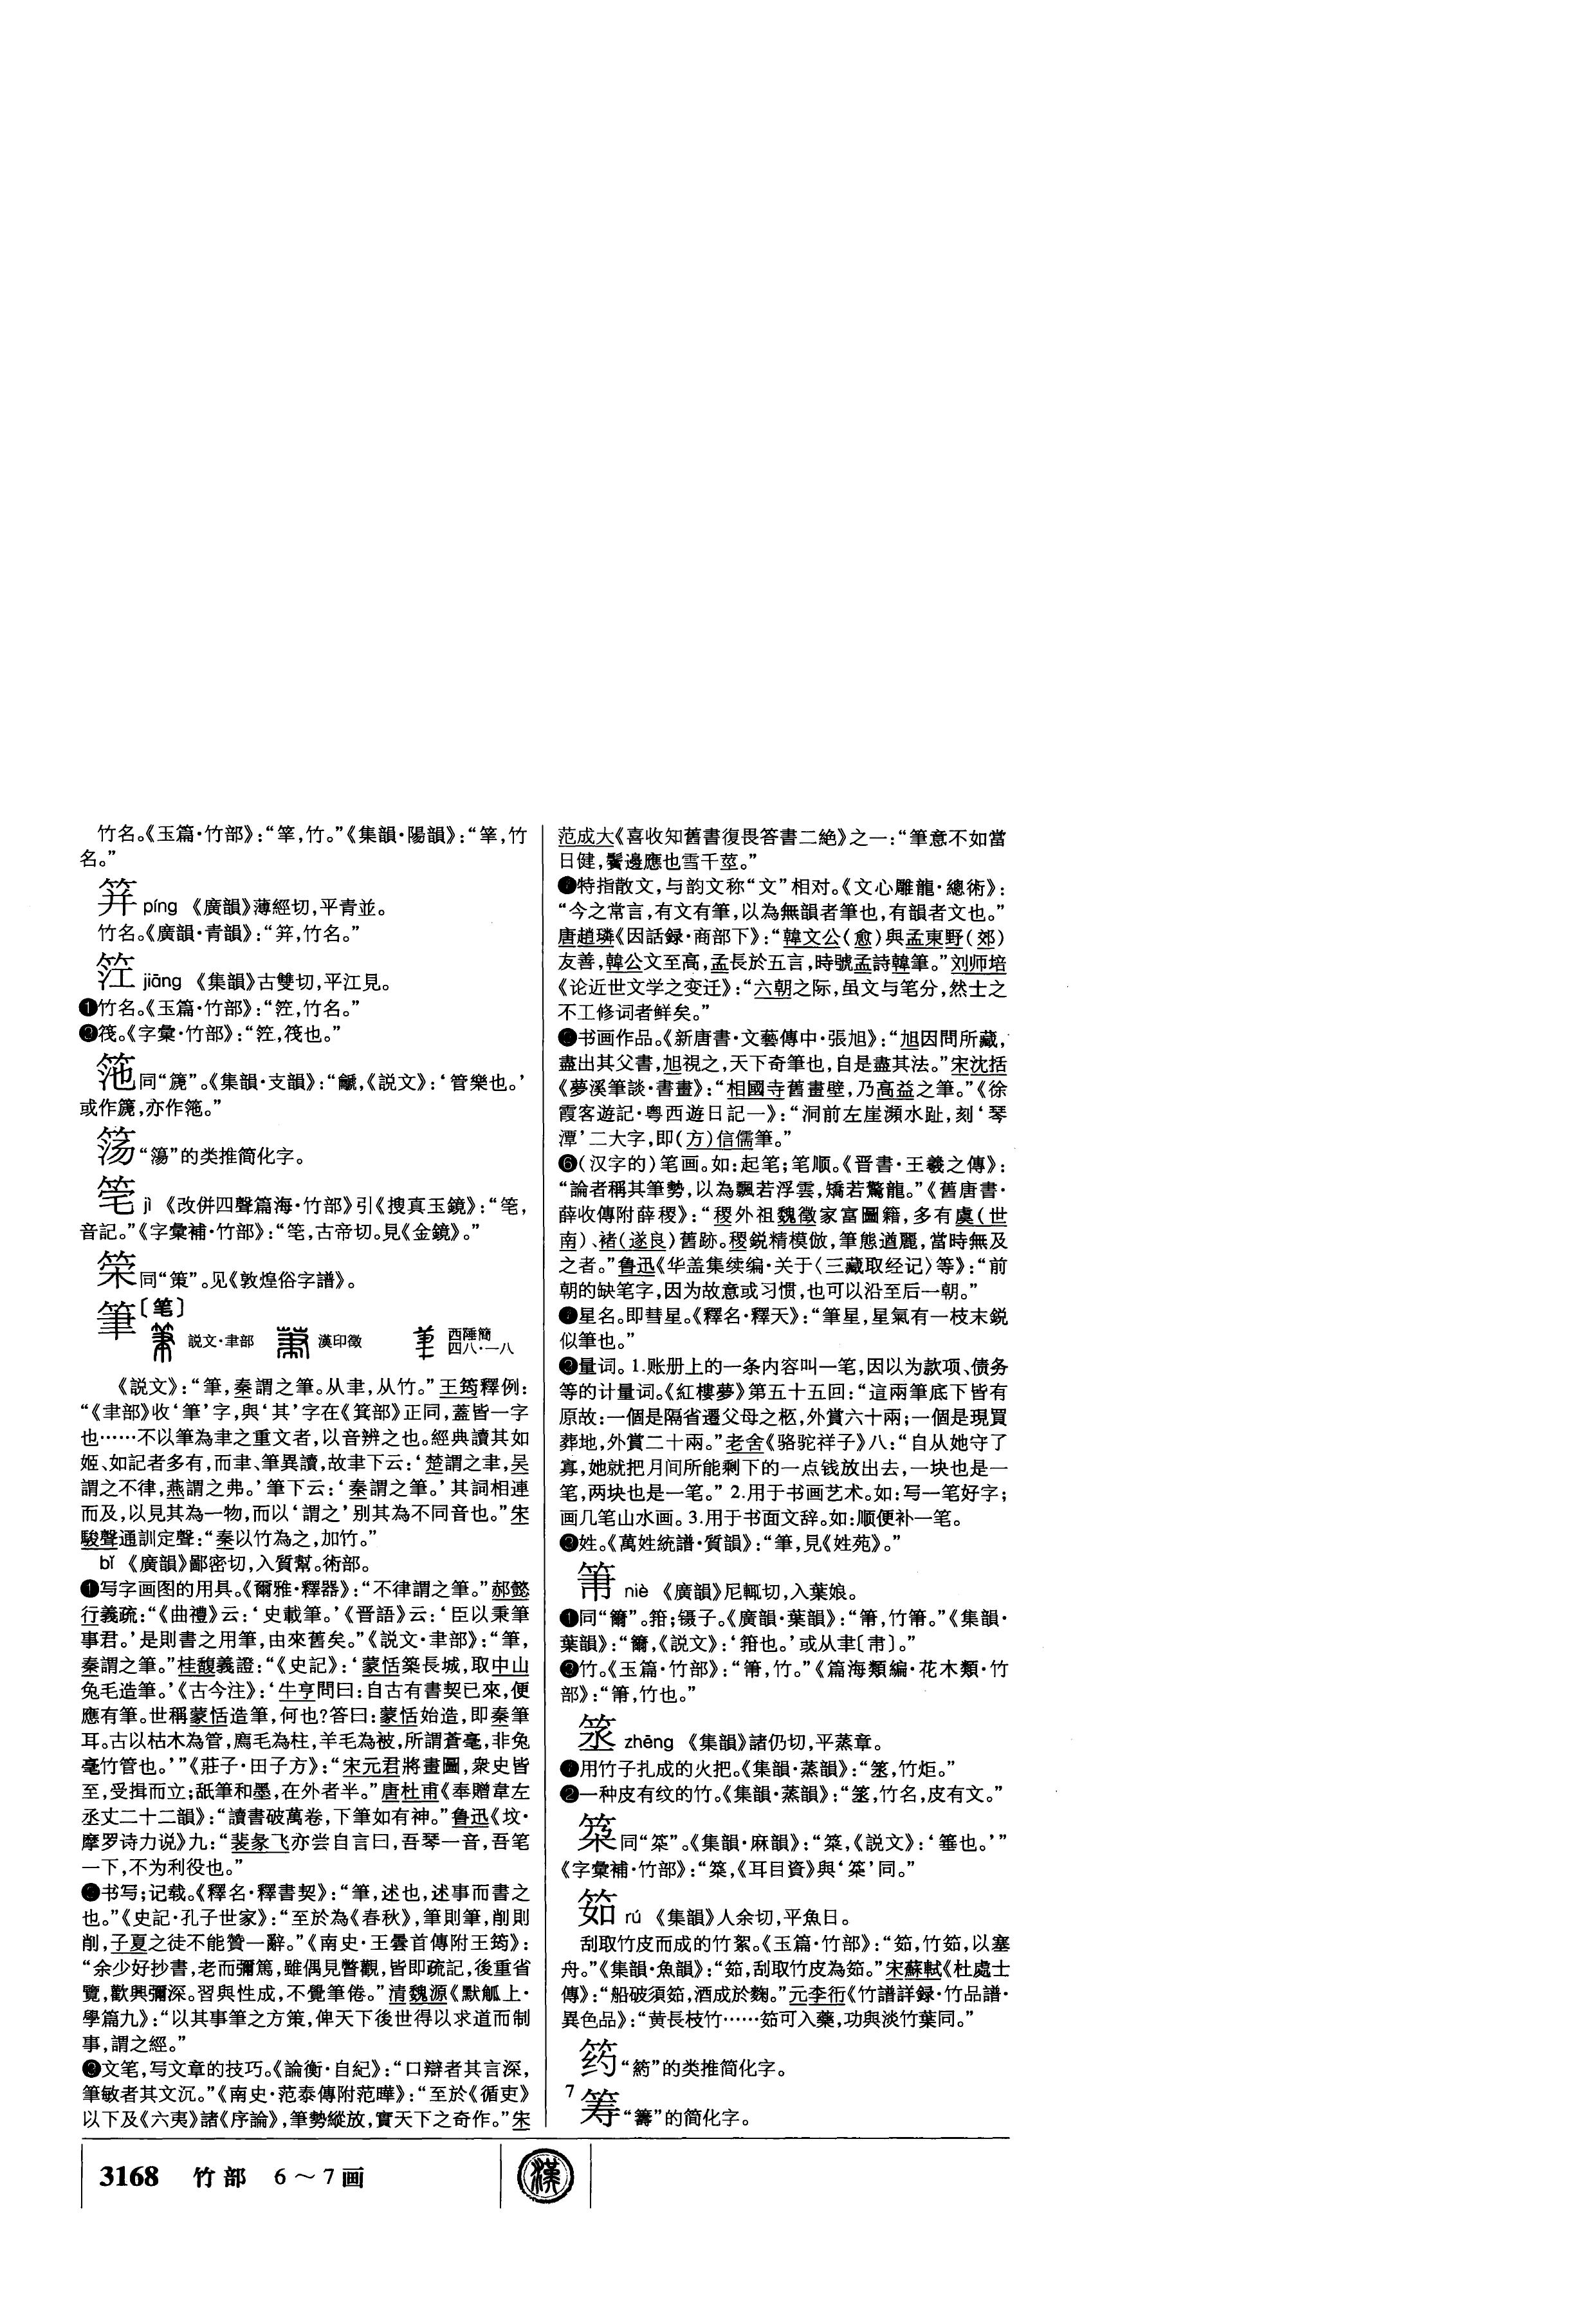 竹名。《玉篇·竹部》：“筚，竹。”《集韻·陽韻》：“筚，竹
名。”
筓 píng 《廣韻》薄經切，平青並。
竹名。《廣韻·青韻》：“筓，竹名。”
茳 jiāng 《集韻》古雙切，平江見。
❶竹名。《玉篇·竹部》：“，竹名。”
❷筏。《字彙·竹部》：“，筏也。”
同“篪”。《集韻·支韻》：“龥，《説文》：‘管樂也。’
或作篪，亦作箷。”
“簜”的类推简化字。
笔 jì 《改併四聲篇海·竹部》引《搜真玉鏡》：“，
音記。”《字彙補·竹部》：“，古帝切。見《金鏡》。”
同“策”。见《敦煌俗字譜》。
筆〔笔〕
説文·聿部 漢印徵 西陲簡四八·一八
《説文》：“筆，秦謂之筆。从聿，从竹。”王筠釋例：
“《聿部》收‘筆’字，與‘其’字在《箕部》正同，蓋皆一字
也……不以筆為聿之重文者，以音辨之也。經典讀其如
姬、如記者多有，而聿、筆異讀，故聿下云：‘楚謂之聿，吴
謂之不律，燕謂之弗。’筆下云：‘秦謂之筆。’其詞相連
而及，以見其為一物，而以‘謂之’别其為不同音也。”朱
駿聲通訓定聲：“秦以竹為之，加竹。”
bǐ 《廣韻》鄙密切，入質幫。術部。
❶写字画图的用具。《爾雅·釋器》：“不律謂之筆。”郝懿
行義疏：“《曲禮》云：‘史載筆。’《晋語》云：‘臣以秉筆
事君。’是則書之用筆，由來舊矣。”《説文·聿部》：“筆，
秦謂之筆。”桂馥義證：“《史記》：‘蒙恬築長城，取中山
兔毛造筆。’《古今注》：‘牛亨問曰：自古有書契已來，便
應有筆。世稱蒙恬造筆，何也？答曰：蒙恬始造，即秦筆
耳。古以枯木為管，鹿毛為柱，羊毛為被，所謂蒼毫，非兔
毫竹管也。’”《莊子·田子方》：“宋元君將畫圖，衆史皆
至，受揖而立；舐筆和墨，在外者半。”唐杜甫《奉贈韋左
丞丈二十二韻》：“讀書破萬卷，下筆如有神。”鲁迅《坟·
摩罗诗力说》九：“裴彖飞亦尝自言曰，吾琴一音，吾笔
一下，不为利役也。”
❷书写；记载。《釋名·釋書契》：“筆，述也，述事而書之
也。”《史記·孔子世家》：“至於為《春秋》，筆則筆，削則
削，子夏之徒不能贊一辭。”《南史·王曇首傳附王筠》：
“余少好抄書，老而彌篤，雖偶見瞥觀，皆即疏記，後重省
覽，歡興彌深。習與性成，不覺筆倦。”清魏源《默觚上·
學篇九》：“以其事筆之方策，俾天下後世得以求道而制
事，謂之經。”
❸文笔，写文章的技巧。《論衡·自紀》：“口辯者其言深，
筆敏者其文沉。”《南史·范泰傳附范曄》：“至於《循吏》
以下及《六夷》諸《序論》，筆勢縱放，實天下之奇作。”宋
范成大《喜收知舊書復畏答書二絶》之一：“筆意不如當
日健，鬢邊應也雪千莖。”
❹特指散文，与韵文称“文”相对。《文心雕龍·總術》：
“今之常言，有文有筆，以為無韻者筆也，有韻者文也。”
唐趙璘《因話録·商部下》：“韓文公（愈）與孟東野（郊）
友善，韓公文至高，孟長於五言，時號孟詩韓筆。”刘师培
《论近世文学之变迁》：“六朝之际，虽文与笔分，然士之
不工修词者鲜矣。”
❺书画作品。《新唐書·文藝傳中·張旭》：“旭因問所藏，
盡出其父書，旭視之，天下奇筆也，自是盡其法。”宋沈括
《夢溪筆談·書畫》：“相國寺舊畫壁，乃高益之筆。”《徐
霞客遊記·粤西遊日記一》：“洞前左崖瀕水趾，刻‘琴
潭’二大字，即（方）信儒筆。”
❻（汉字的）笔画。如：起笔；笔顺。《晋書·王羲之傳》：
“論者稱其筆勢，以為飄若浮雲，矯若驚龍。”《舊唐書·
薛收傳附薛稷》：“稷外祖魏徵家富圖籍，多有虞（世
南）、褚（遂良）舊跡。稷鋭精模倣，筆態遒麗，當時無及
之者。”鲁迅《华盖集续编·关于〈三藏取经记〉等》：“前
朝的缺笔字，因为故意或习惯，也可以沿至后一朝。”
❼星名。即彗星。《釋名·釋天》：“筆星，星氣有一枝末鋭
似筆也。”
❽量词。1.账册上的一条内容叫一笔，因以为款项、债务
等的计量词。《紅樓夢》第五十五回：“這兩筆底下皆有
原故：一個是隔省遷父母之柩，外賞六十兩；一個是現買
葬地，外賞二十兩。”老舍《骆驼祥子》八：“自从她守了
寡，她就把月间所能剩下的一点钱放出去，一块也是一
笔，两块也是一笔。”2.用于书画艺术。如：写一笔好字；
画几笔山水画。3.用于书面文辞。如：顺便补一笔。
❾姓。《萬姓統譜·質韻》：“筆，見《姓苑》。”
niè 《廣韻》尼輒切，入葉娘。
❶同“籋”。箝；镊子。《廣韻·葉韻》：“，竹。”《集韻·
葉韻》：“籋，《説文》：‘箝也。’或从聿〔〕。”
❷竹。《玉篇·竹部》：“，竹。”《篇海類編·花木類·竹
部》：“，竹也。”
zhēng 《集韻》諸仍切，平蒸章。
❶用竹子扎成的火把。《集韻·蒸韻》：“，竹炬。”
❷一种皮有纹的竹。《集韻·蒸韻》：“，竹名，皮有文。”
同“”。《集韻·麻韻》：“，《説文》：‘箠也。’”
《字彙補·竹部》：“，《耳目資》與‘’同。”
筎 rú 《集韻》人余切，平魚日。
刮取竹皮而成的竹絮。《玉篇·竹部》：“筎，竹筎，以塞
舟。”《集韻·魚韻》：“筎，刮取竹皮為筎。”宋蘇軾《杜處士
傳》：“船破須筎，酒成於麴。”元李衎《竹譜詳録·竹品譜·
異色品》：“黄長枝竹……筎可入藥，功與淡竹葉同。”
“葯”的类推简化字。
7 筹“籌”的简化字。
3168 竹部 6～7画
漢